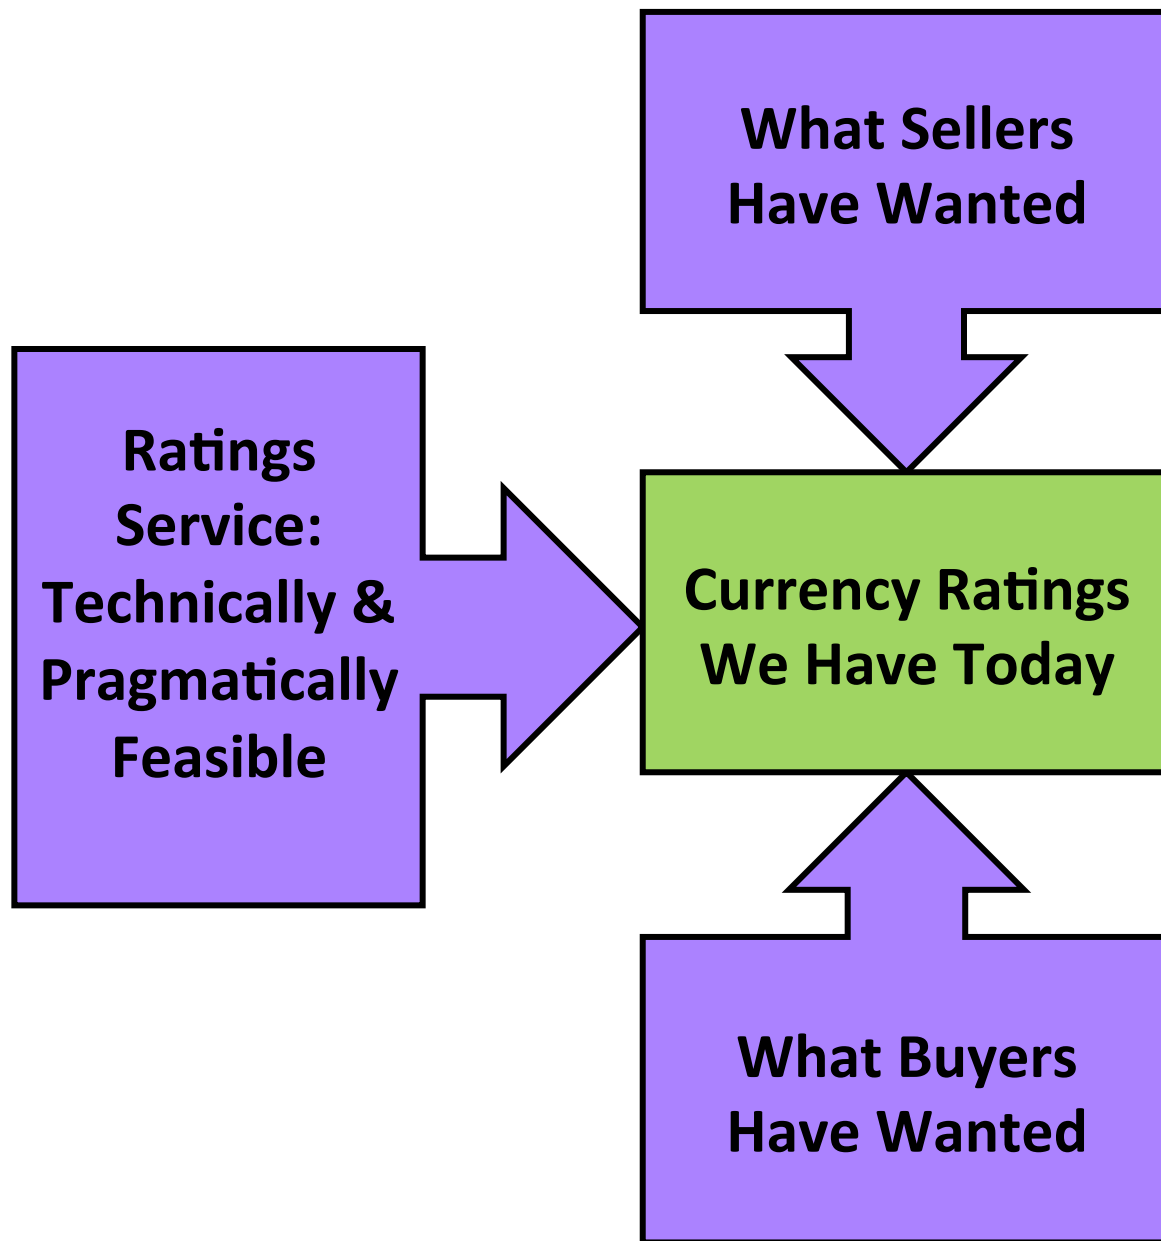 What Sellers
Have Wanted
Ratings
Service:
Technically &
Pragmatically
Feasible
Currency Ratings
We Have Today
What Buyers
Have Wanted